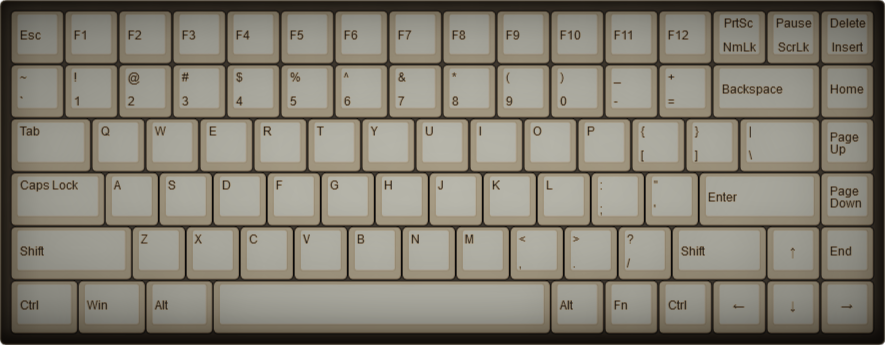 Esc F1 F2 F3 F4 F5 F6 F7 F8 F9 F10 F11 F12 PrtSc NmLk Pause ScrLk Delete Insert
~ ` ! 1 @ 2 # 3 $ 4 % 5 ^ 6 & 7 * 8 ( 9 ) 0 _ - + = Backspace Home
Tab Q W E R T Y U I O P { [ } ] | \ Page Up
Caps Lock A S D F G H J K L : ; " ' Enter Page Down
Shift Z X C V B N M < , > . ? / Shift ↑ End
Ctrl Win Alt Alt Fn Ctrl ← ↓ →